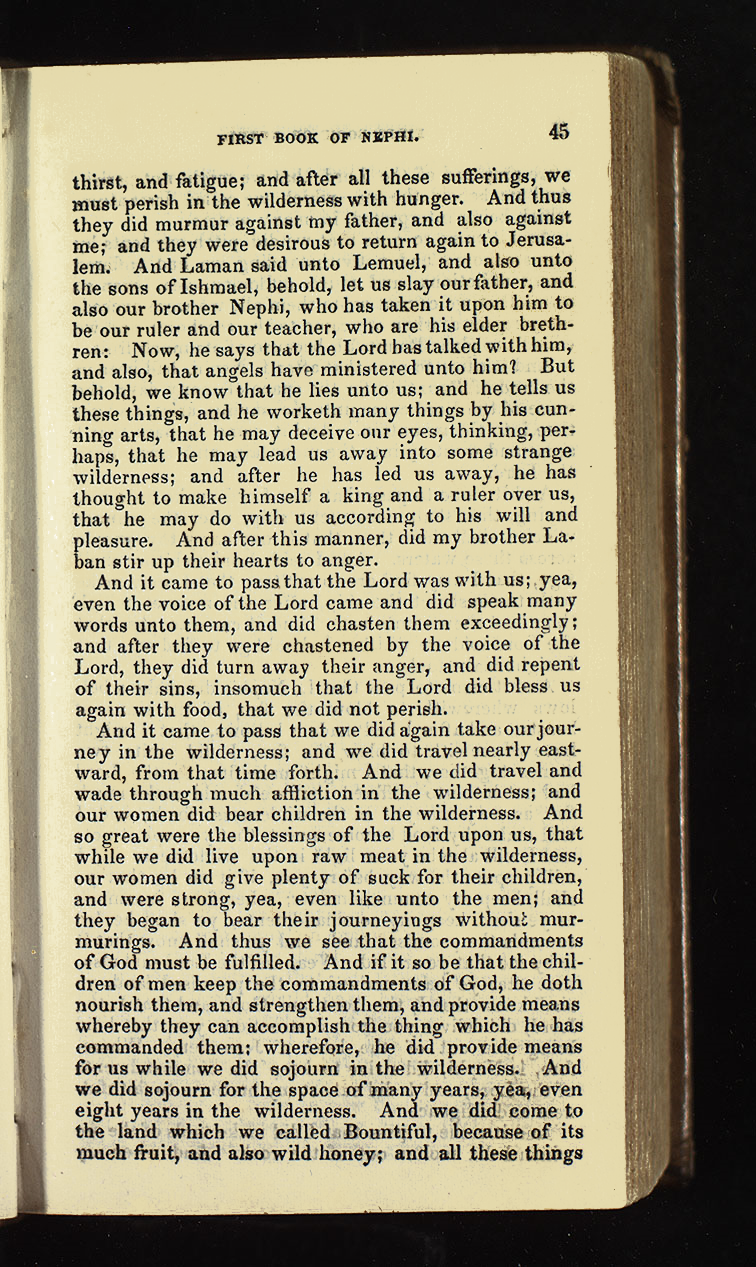 FIRST BOOK OF NEPHI. 45
thirst, and fatigue; and after all these sufferings, we
must perish in the wilderness with hunger. And thus
they did murmur against my father, and also against
me; and they were desirous to return again to Jerusa-
lem. And Laman said unto Lemuel, and also unto
the sons of Ishmael, behold, let us slay our father, and
also our brother Nephi, who has taken it upon him to
be our ruler and our teacher, who are his elder breth-
ren: Now, he says that the Lord has talked with him,
and also, that angels have ministered unto him? But
behold, we know that he lies unto us; and he tells us
these things, and he worketh many things by his cun-
ning arts, that he may deceive our eyes, thinking, per-
haps, that he may lead us away into some strange
wilderness; and after he has led us away, he has
thought to make himself a king and a ruler over us,
that he may do with us according to his will and
pleasure. And after this manner, did my brother La-
ban stir up their hearts to anger.
And it came to pass that the Lord was with us; yea,
even the voice of the Lord came and did speak many
words unto them, and did chasten them exceedingly;
and after they were chastened by the voice of the
Lord, they did turn away their anger, and did repent
of their sins, insomuch that the Lord did bless us
again with food, that we did not perish.
And it came to pass that we did again take our jour-
ney in the wilderness; and we did travel nearly east-
ward, from that time forth. And we did travel and
wade through much affliction in the wilderness; and
our women did bear children in the wilderness. And
so great were the blessings of the Lord upon us, that
while we did live upon raw meat in the wilderness,
our women did give plenty of suck for their children,
and were strong, yea, even like unto the men; and
they began to bear their journeyings without mur-
murings. And thus we see that the commandments
of God must be fulfilled. And if it so be that the chil-
dren of men keep the commandments of God, he doth
nourish them, and strengthen them, and provide means
whereby they can accomplish the thing which he has
commanded them; wherefore, he did provide means
for us while we did sojourn in the wilderness. And
we did sojourn for the space of many years, yea, even
eight years in the wilderness. And we did come to
the land which we called Bountiful, because of its
much fruit, and also wild honey; and all these things